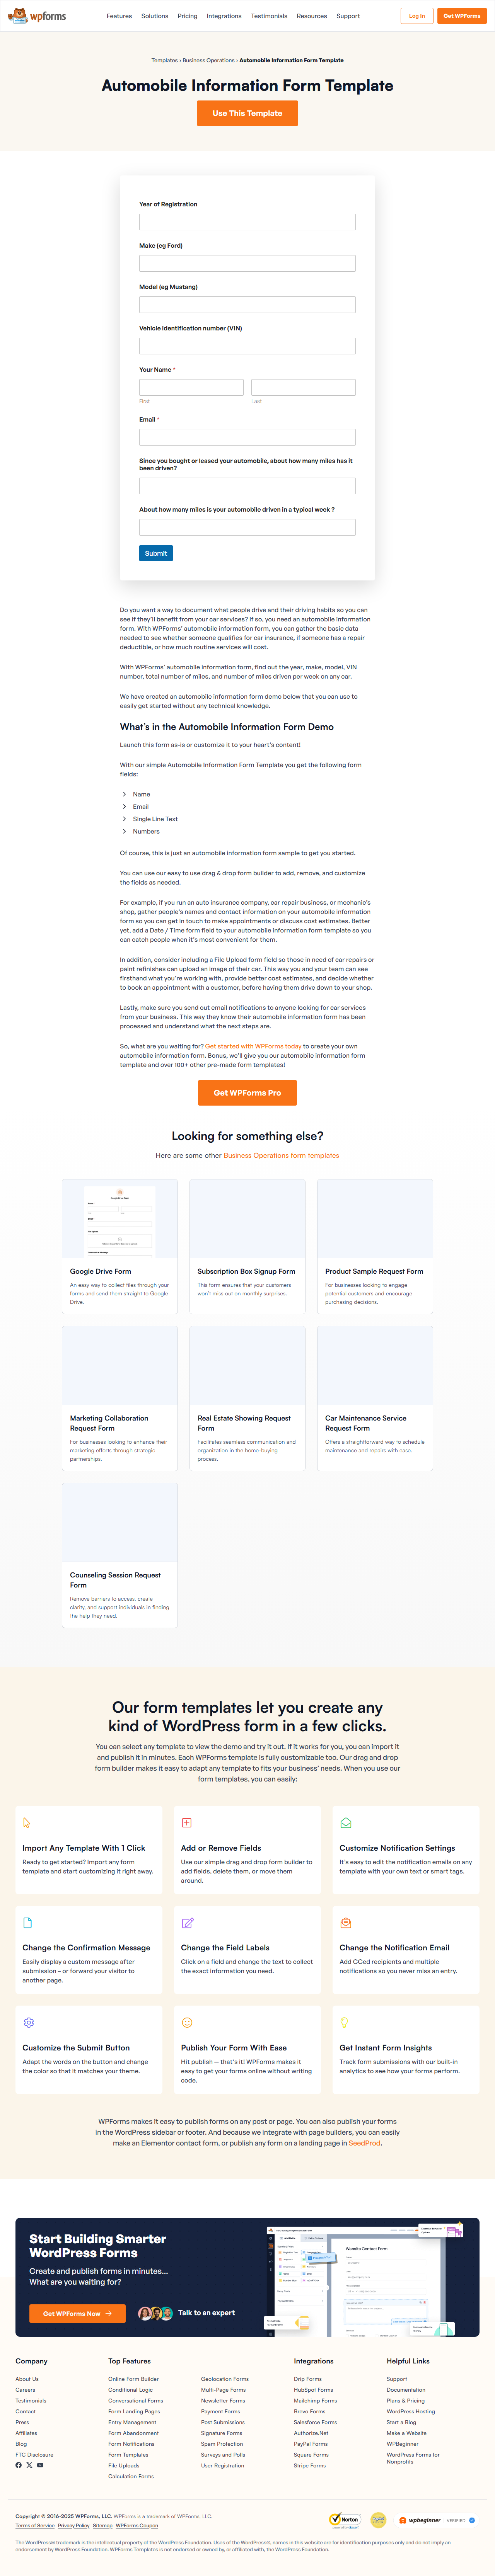 wpforms
Features Solutions Pricing Integrations Testimonials Resources Support
Log In
Get WPForms
Templates › Business Operations › Automobile Information Form Template
Automobile Information Form Template
Use This Template
Year of Registration
Make (eg Ford)
Model (eg Mustang)
Vehicle identification number (VIN)
Your Name *
First
Last
Email *
Since you bought or leased your automobile, about how many miles has it
been driven?
About how many miles is your automobile driven in a typical week ?
Submit
Do you want a way to document what people drive and their driving habits so you can
see if they'll benefit from your car services? If so, you need an automobile information
form. With WPForms' automobile information form, you can gather the basic data
needed to see whether someone qualifies for car insurance, if someone has a repair
deductible, or how much routine services will cost.
With WPForms' automobile information form, find out the year, make, model, VIN
number, total number of miles, and number of miles driven per week on any car.
We have created an automobile information form demo below that you can use to
easily get started without any technical knowledge.
What's in the Automobile Information Form Demo
Launch this form as-is or customize it to your heart's content!
With our simple Automobile Information Form Template you get the following form
fields:
Name
Email
Single Line Text
Numbers
Of course, this is just an automobile information form sample to get you started.
You can use our easy to use drag & drop form builder to add, remove, and customize
the fields as needed.
For example, if you run an auto insurance company, car repair business, or mechanic's
shop, gather people's names and contact information on your automobile information
form so you can get in touch to make appointments or discuss cost estimates. Better
yet, add a Date / Time form field to your automobile information form template so you
can catch people when it's most convenient for them.
In addition, consider including a File Upload form field so those in need of car repairs or
paint refinishes can upload an image of their car. This way you and your team can see
firsthand what you're working with, provide better cost estimates, and decide whether
to book an appointment with a customer, before having them drive down to your shop.
Lastly, make sure you send out email notifications to anyone looking for car services
from your business. This way they know their automobile information form has been
processed and understand what the next steps are.
So, what are you waiting for? Get started with WPForms today to create your own
automobile information form. Bonus, we'll give you our automobile information form
template and over 100+ other pre-made form templates!
Get WPForms Pro
Looking for something else?
Here are some other Business Operations form templates
Google Drive Form
An easy way to collect files through your
forms and send them straight to Google
Drive.
Subscription Box Signup Form
This form ensures that your customers
won't miss out on monthly surprises.
Product Sample Request Form
For businesses looking to engage
potential customers and encourage
purchasing decisions.
Marketing Collaboration
Request Form
For businesses looking to enhance their
marketing efforts through strategic
partnerships.
Real Estate Showing Request
Form
Facilitates seamless communication and
organization in the home-buying
process.
Car Maintenance Service
Request Form
Offers a straightforward way to schedule
maintenance and repairs with ease.
Counseling Session Request
Form
Remove barriers to access, create
clarity, and support individuals in finding
the help they need.
Our form templates let you create any
kind of WordPress form in a few clicks.
You can select any template to view the demo and try it out. If it works for you, you can import it
and publish it in minutes. Each WPForms template is fully customizable too. Our drag and drop
form builder makes it easy to adapt any template to fits your business' needs. When you use our
form templates, you can easily:
Import Any Template With 1 Click
Ready to get started? Import any form
template and start customizing it right away.
Add or Remove Fields
Use our simple drag and drop form builder to
add fields, delete them, or move them
around.
Customize Notification Settings
It's easy to edit the notification emails on any
template with your own text or smart tags.
Change the Confirmation Message
Easily display a custom message after
submission – or forward your visitor to
another page.
Change the Field Labels
Click on a field and change the text to collect
the exact information you need.
Change the Notification Email
Add CCed recipients and multiple
notifications so you never miss an entry.
Customize the Submit Button
Adapt the words on the button and change
the color so that it matches your theme.
Publish Your Form With Ease
Hit publish — that's it! WPForms makes it
easy to get your forms online without writing
code.
Get Instant Form Insights
Track form submissions with our built-in
analytics to see how your forms perform.
WPForms makes it easy to publish forms on any post or page. You can also publish your forms
in the WordPress sidebar or footer. And because we integrate with page builders, you can easily
make an Elementor contact form, or publish any form on a landing page in SeedProd.
Start Building Smarter
WordPress Forms
Create and publish forms in minutes...
What are you waiting for?
Get WPForms Now
Talk to an expert
Website Contact Form
Company
About Us
Careers
Testimonials
Contact
Press
Affiliates
Blog
FTC Disclosure
Top Features
Online Form Builder
Conditional Logic
Conversational Forms
Form Landing Pages
Entry Management
Form Abandonment
Form Notifications
Form Templates
File Uploads
Calculation Forms
Geolocation Forms
Multi-Page Forms
Newsletter Forms
Payment Forms
Post Submissions
Signature Forms
Spam Protection
Surveys and Polls
User Registration
Integrations
Drip Forms
HubSpot Forms
Mailchimp Forms
Brevo Forms
Salesforce Forms
Authorize.Net
PayPal Forms
Square Forms
Stripe Forms
Helpful Links
Support
Documentation
Plans & Pricing
WordPress Hosting
Start a Blog
Make a Website
WPBeginner
WordPress Forms for
Nonprofits
Copyright © 2016-2025 WPForms, LLC. WPForms is a trademark of WPForms, LLC.
Terms of Service Privacy Policy Sitemap WPForms Coupon
Norton
wpbeginner VERIFIED
The WordPress® trademark is the intellectual property of the WordPress Foundation. Uses of the WordPress®, names in this website are for identification purposes only and do not imply an
endorsement by WordPress Foundation. WPForms Templates is not endorsed or owned by, or affiliated with, the WordPress Foundation.